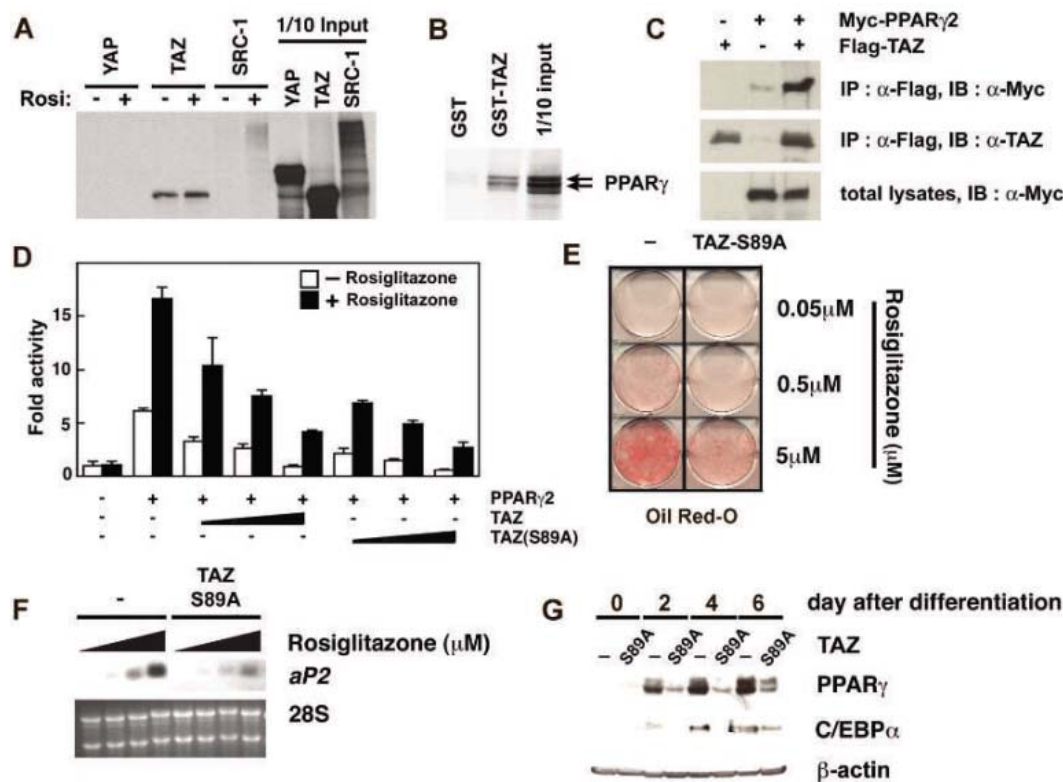 A
YAP TAZ SRC-1
1/10 Input
YAP TAZ SRC-1
Rosi: - + - + - +
B
GST GST-TAZ 1/10 input
PPARγ
C
- + + Myc-PPARγ2
+ - + Flag-TAZ
IP : α-Flag, IB : α-Myc
IP : α-Flag, IB : α-TAZ
total lysates, IB : α-Myc
D
Fold activity
15
10
5
0
− Rosiglitazone
+ Rosiglitazone
- + + + + + + + PPARγ2
- - - - - TAZ
- - - - - TAZ(S89A)
E
– TAZ-S89A
0.05μM
0.5μM
5μM
Rosiglitazone (μM)
Oil Red-O
F
- TAZ S89A
Rosiglitazone (μM)
aP2
28S
G
0 2 4 6 day after differentiation
– S89A – S89A – S89A – S89A TAZ
PPARγ
C/EBPα
β-actin